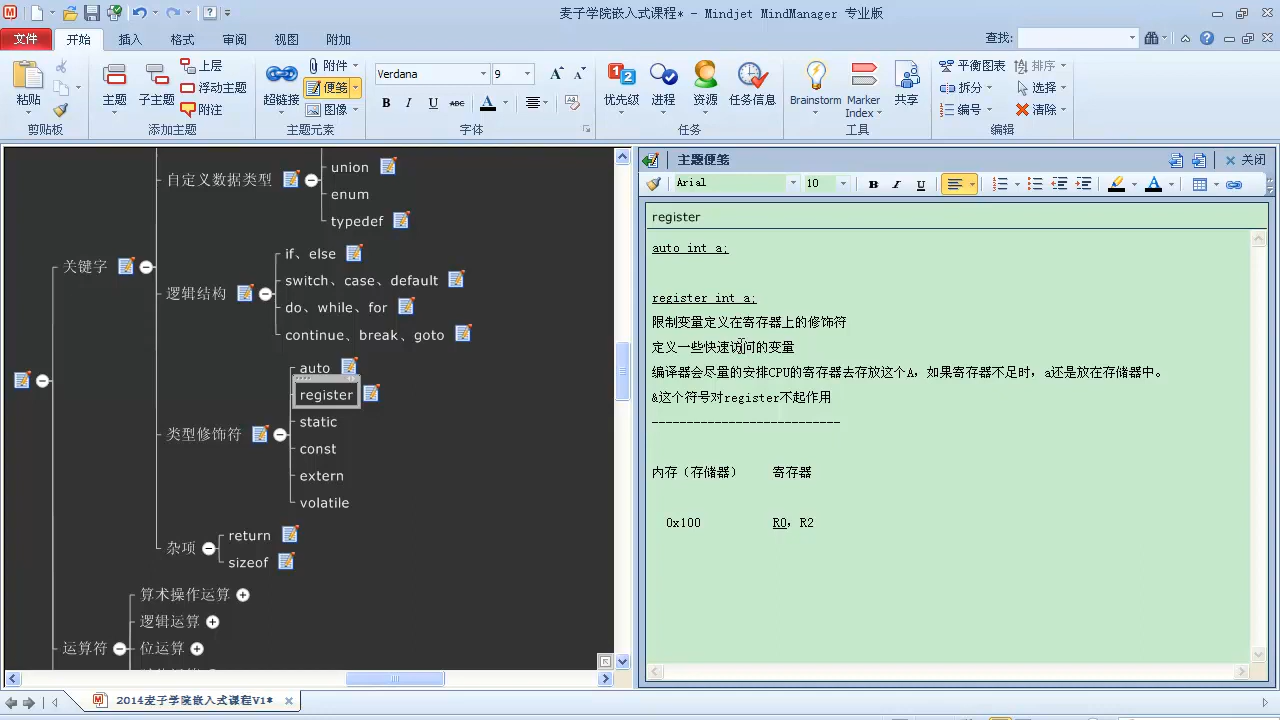 麦子学院嵌入式课程* - Mindjet MindManager 专业版
文件 开始 插入 格式 审阅 视图 附加 查找:
粘贴 主题 子主题 上层 浮动主题 附注 超链接 附件 便笺 图像
Verdana 9
B I U ABC A
优先级 进程 资源 任务信息 Brainstorm Marker Index 共享 平衡图表 排序 拆分 选择 编号 清除
剪贴板 添加主题 主题元素 字体 任务 工具 编辑
自定义数据类型
union
enum
typedef
关键字
逻辑结构
if、else
switch、case、default
do、while、for
continue、break、goto
类型修饰符
auto
register
static
const
extern
volatile
杂项
return
sizeof
运算符
算术操作运算
逻辑运算
位运算
主题便笺 关闭
Arial 10 B I U
register
auto int a;
register int a;
限制变量定义在寄存器上的修饰符
定义一些快速访问的变量
编译器会尽量的安排CPU的寄存器去存放这个A，如果寄存器不足时，a还是放在存储器中。
&这个符号对register不起作用
--------------------------
内存（存储器） 寄存器
0x100 R0，R2
2014麦子学院嵌入式课程V1*